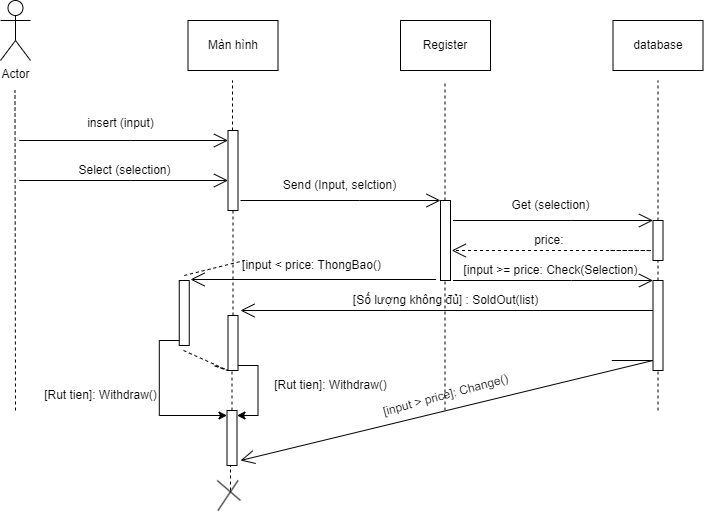 Màn hình
Register
database
Actor
insert (input)
Select (selection)
Send (Input, selction)
Get (selection)
price:
[input < price: ThongBao()
[input >= price: Check(Selection)
[Số lượng không đủ] : SoldOut(list)
[Rut tien]: Withdraw()
[Rut tien]: Withdraw()
[input > price]: Change()